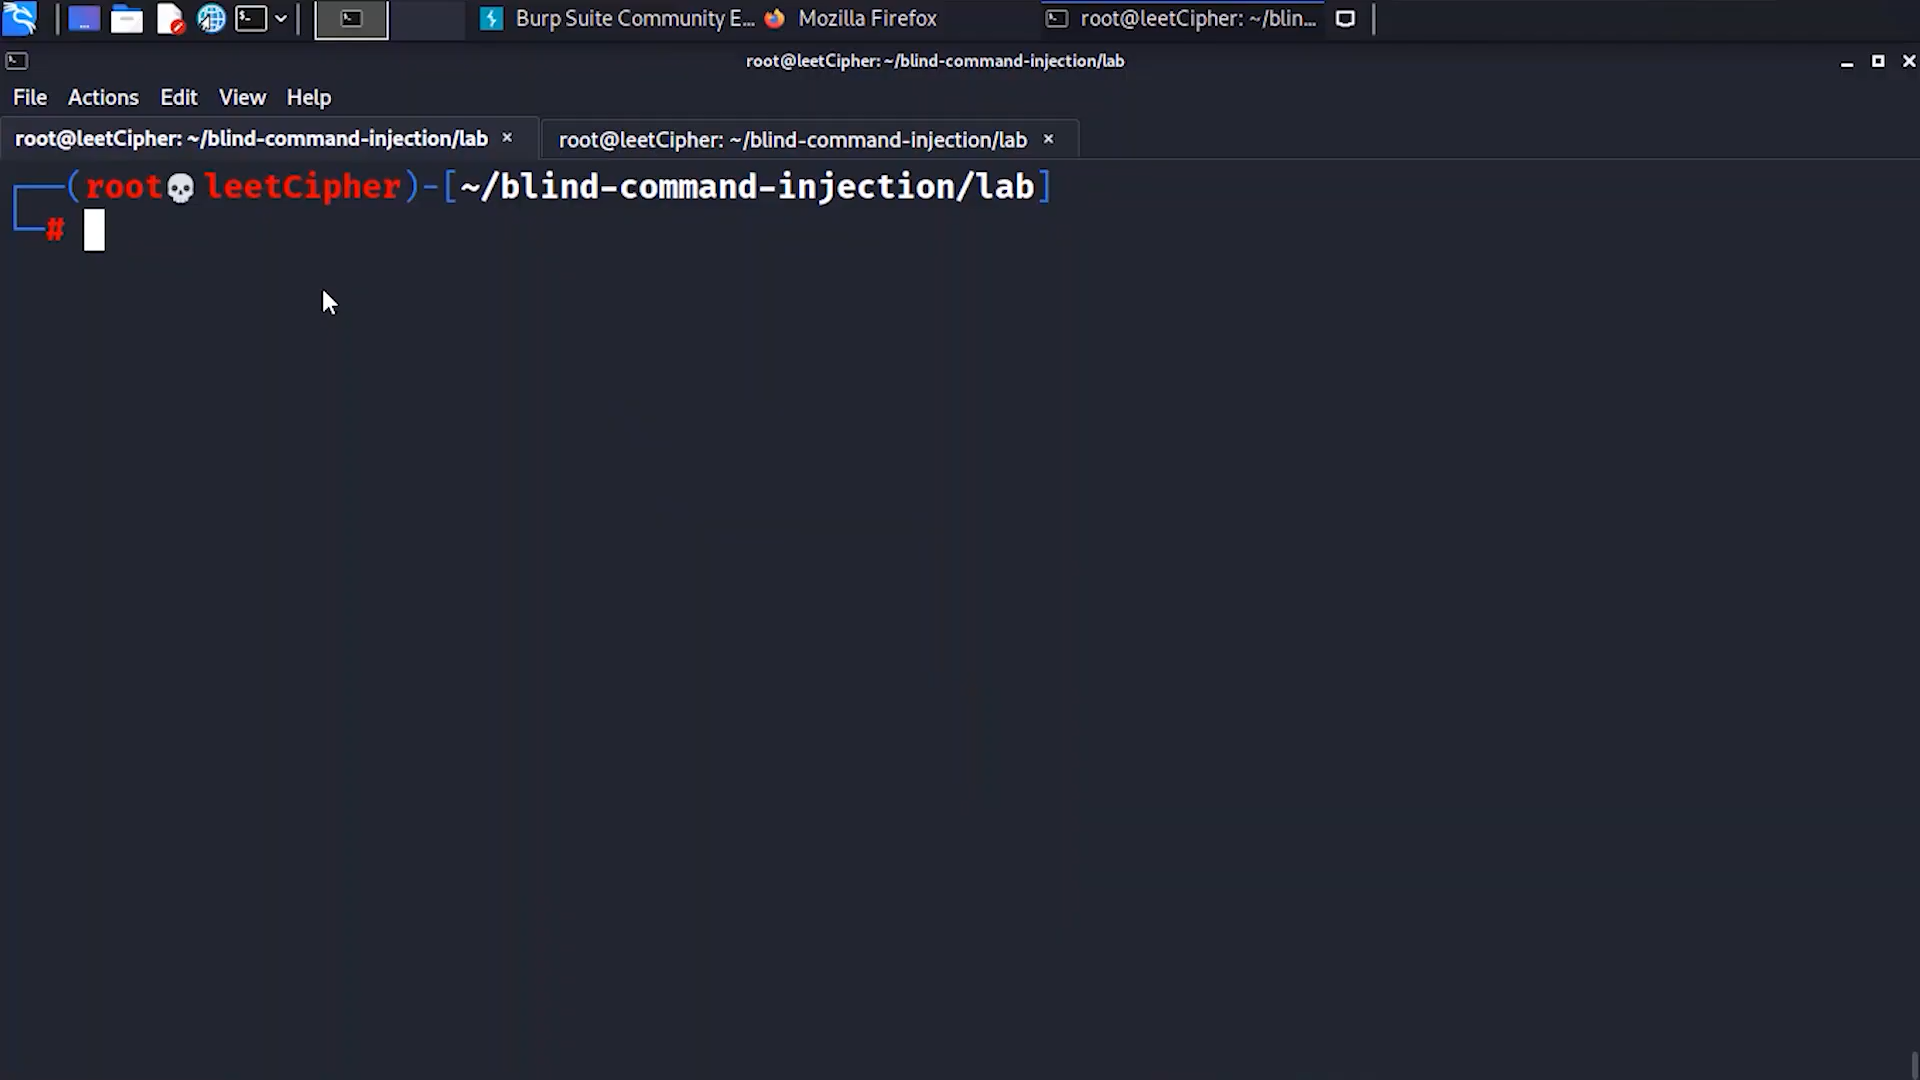 Burp Suite Community E... Mozilla Firefox root@leetCipher: ~/blin...
root@leetCipher: ~/blind-command-injection/lab
File Actions Edit View Help
root@leetCipher: ~/blind-command-injection/lab × root@leetCipher: ~/blind-command-injection/lab ×
(root💀leetCipher)-[~/blind-command-injection/lab]
#